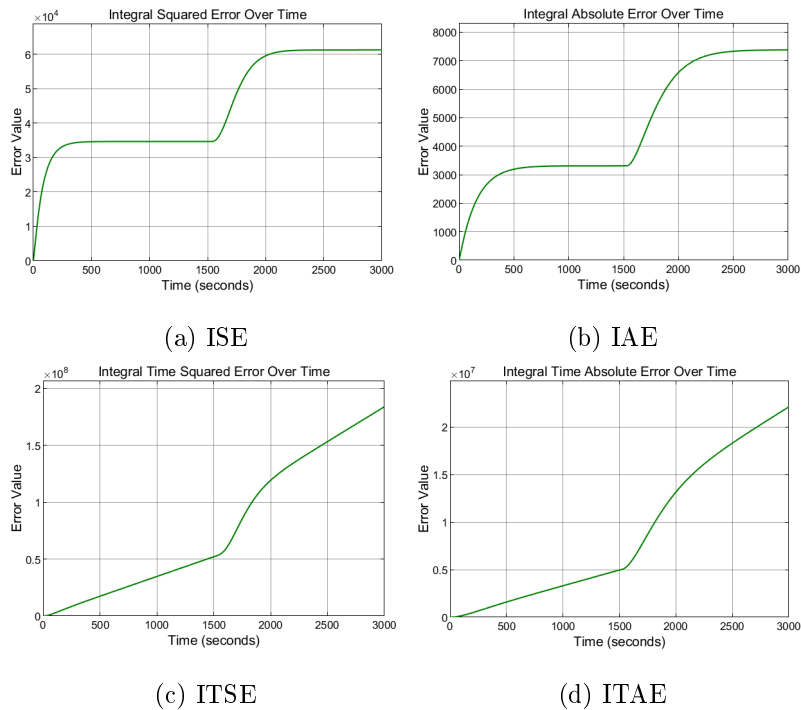 Integral Squared Error Over Time
×10⁴
6
5
4
3
2
1
0
Error Value
0 500 1000 1500 2000 2500 3000
Time (seconds)
(a) ISE
Integral Absolute Error Over Time
8000
7000
6000
5000
4000
3000
2000
1000
0
Error Value
0 500 1000 1500 2000 2500 3000
Time (seconds)
(b) IAE
Integral Time Squared Error Over Time
×10⁸
2
1.5
1
0.5
0
Error Value
0 500 1000 1500 2000 2500 3000
Time (seconds)
(c) ITSE
Integral Time Absolute Error Over Time
×10⁷
2
1.5
1
0.5
0
Error Value
0 500 1000 1500 2000 2500 3000
Time (seconds)
(d) ITAE